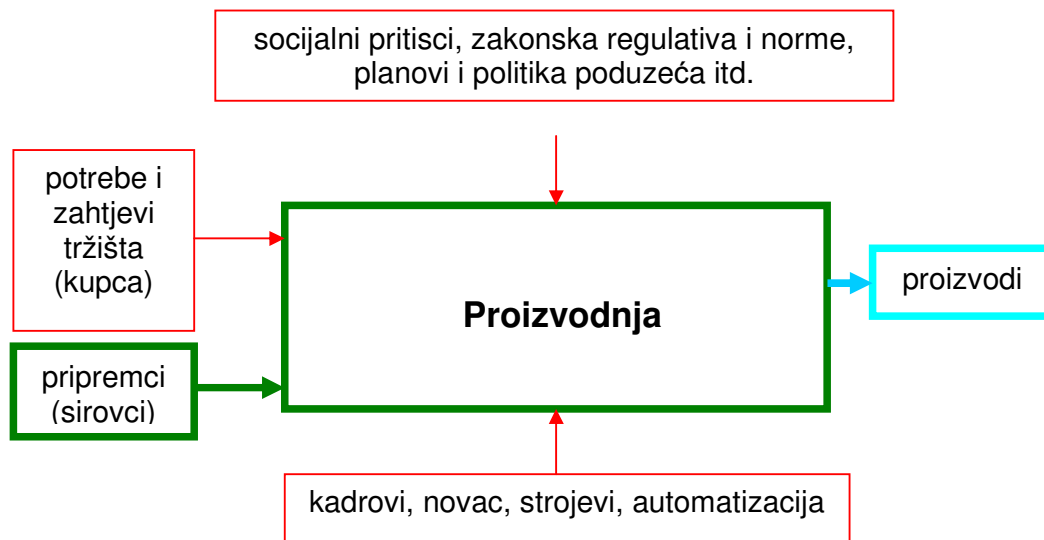 socijalni pritisci, zakonska regulativa i norme,
planovi i politika poduzeća itd.
potrebe i
zahtjevi
tržišta
(kupca)
Proizvodnja
proizvodi
pripremci
(sirovci)
kadrovi, novac, strojevi, automatizacija